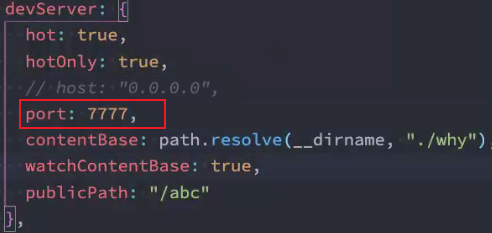 devServer: {
hot: true,
hotOnly: true,
// host: "0.0.0.0",
port: 7777,
contentBase: path.resolve(__dirname, "./why"),
watchContentBase: true,
publicPath: "/abc"
},